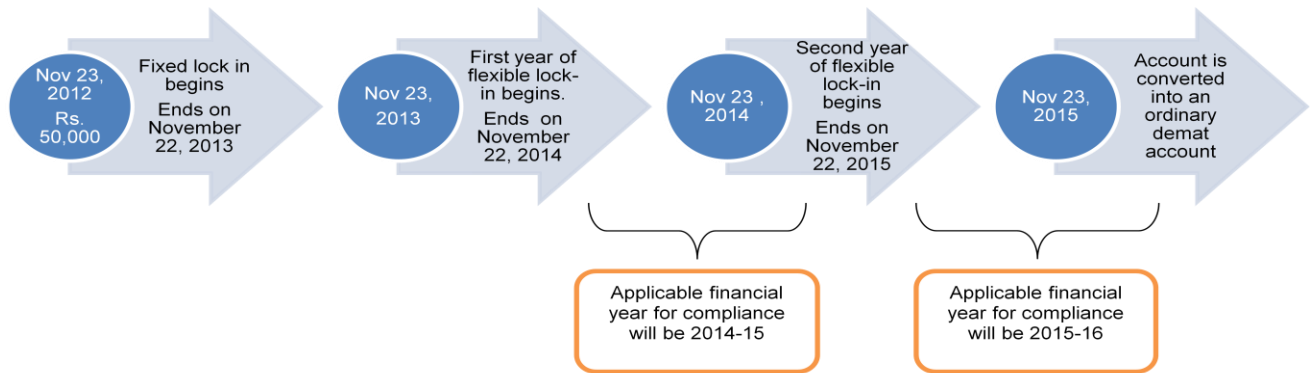 Nov 23,
2012
Rs.
50,000
Fixed lock in
begins
Ends on
November
22, 2013
Nov 23,
2013
First year of
flexible lock-
in begins.
Ends on
November
22, 2014
Nov 23 ,
2014
Second year
of flexible
lock-in
begins
Ends on
November
22, 2015
Nov 23,
2015
Account is
converted
into an
ordinary
demat
account
Applicable financial
year for compliance
will be 2014-15
Applicable financial
year for compliance
will be 2015-16